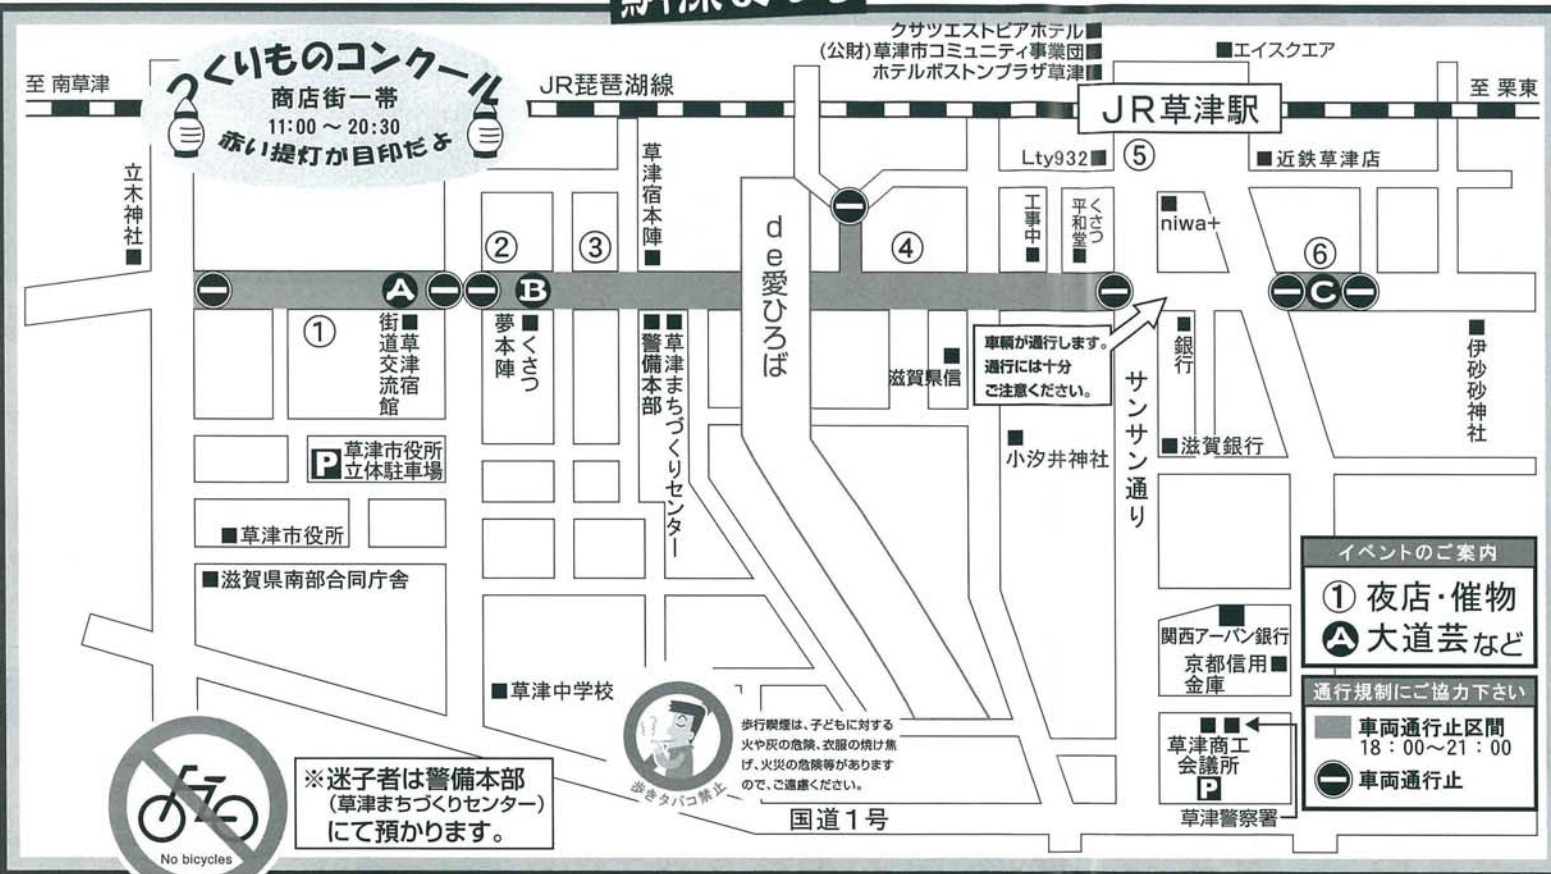 つくりものコンクール
商店街一帯
11:00～20:30
赤い提灯が目印だよ
クサツエストピアホテル■
(公財)草津市コミュニティ事業団■
ホテルボストンプラザ草津■
■エイスクエア
至 南草津
JR琵琶湖線
JR草津駅
至 栗東
立木神社■
草津宿本陣■
Lty932■
⑤
■近鉄草津店
de愛ひろば
工事中■
くさつ
平和堂■
■niwa+
②
③
④
⑥
A
B
C
①
■草津宿
街道交流館
■くさつ
夢本陣
■警備本部
■草津まちづくりセンター
滋賀県信■
車輌が通行します。
通行には十分
ご注意ください。
■銀行
■伊砂砂神社
サンサン通り
■小汐井神社
■滋賀銀行
P 草津市役所
立体駐車場
■草津市役所
■滋賀県南部合同庁舎
■草津中学校
関西アーバン銀行
京都信用■
金庫
草津商工
会議所
P
草津警察署
イベントのご案内
① 夜店・催物
A 大道芸など
通行規制にご協力下さい
車両通行止区間
18:00～21:00
車両通行止
No bicycles
※迷子者は警備本部
(草津まちづくりセンター)
にて預かります。
歩きタバコ禁止
歩行喫煙は、子どもに対する
火や灰の危険、衣服の焼け焦
げ、火災の危険等があります
ので、ご遠慮ください。
国道1号